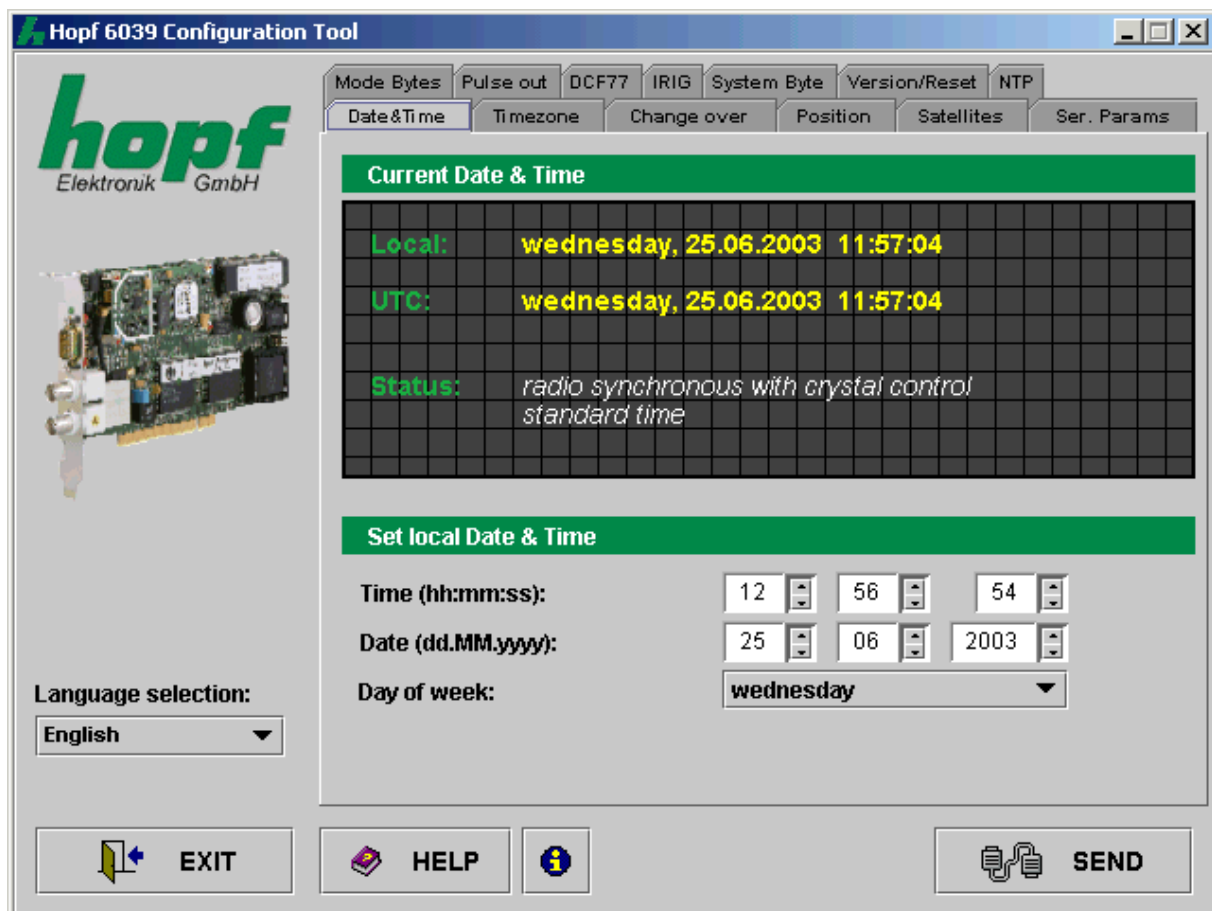 Hopf 6039 Configuration Tool
hopf
Elektronik GmbH
Mode Bytes Pulse out DCF77 IRIG System Byte Version/Reset NTP
Date&Time Timezone Change over Position Satellites Ser. Params
Current Date & Time
Local: wednesday, 25.06.2003 11:57:04
UTC: wednesday, 25.06.2003 11:57:04
Status: radio synchronous with crystal control
standard time
Set local Date & Time
Time (hh:mm:ss): 12 56 54
Date (dd.MM.yyyy): 25 06 2003
Day of week: wednesday
Language selection:
English
EXIT HELP SEND